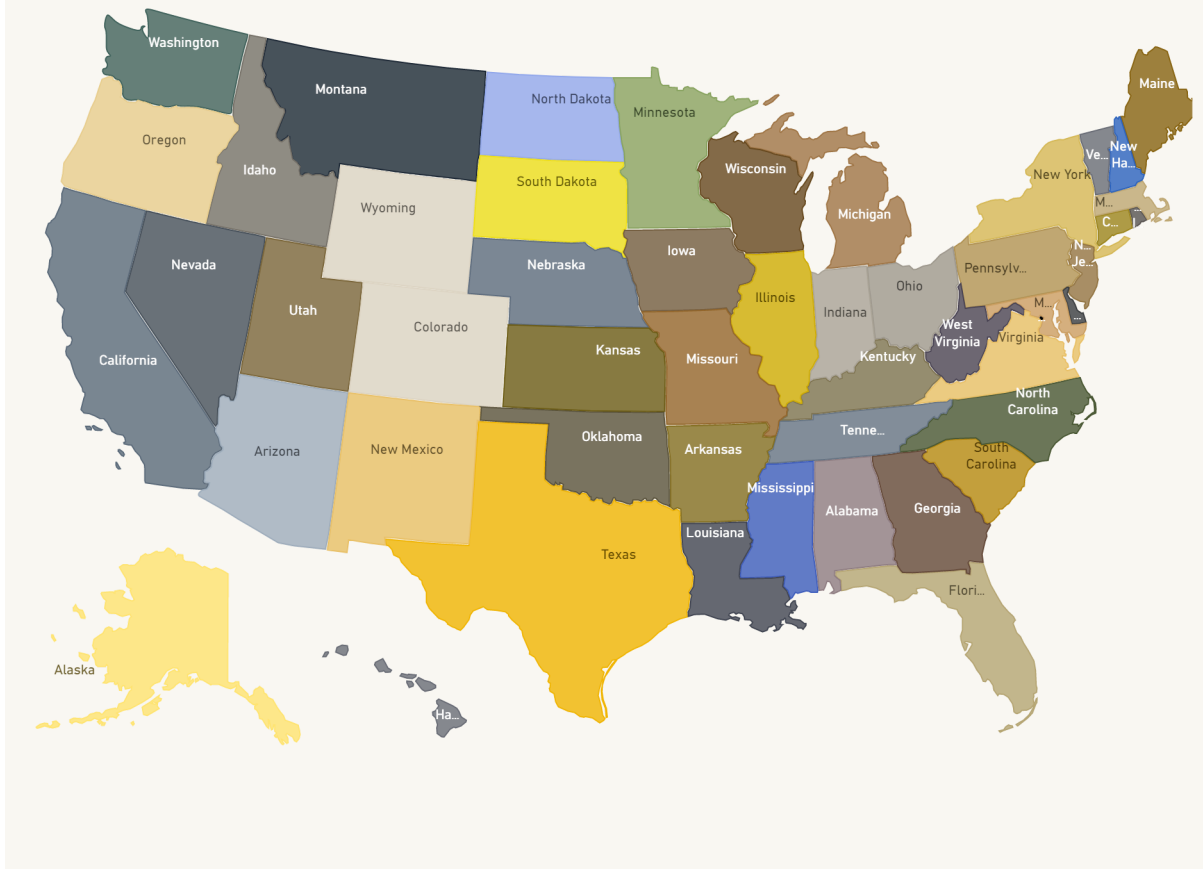 Washington
Montana
North Dakota
Minnesota
Maine
Oregon
Idaho
Wisconsin
Ve...
New
Ha...
New York
South Dakota
Wyoming
Michigan
M...
C...
Nevada
Nebraska
Iowa
N...
Je...
Pennsylv...
Utah
Colorado
Illinois
Indiana
Ohio
M...
...
West
Virginia
Virginia
California
Kansas
Missouri
Kentucky
North
Carolina
Arizona
New Mexico
Oklahoma
Arkansas
Tenne...
South
Carolina
Mississippi
Alabama
Georgia
Texas
Louisiana
Flori...
Alaska
Ha...